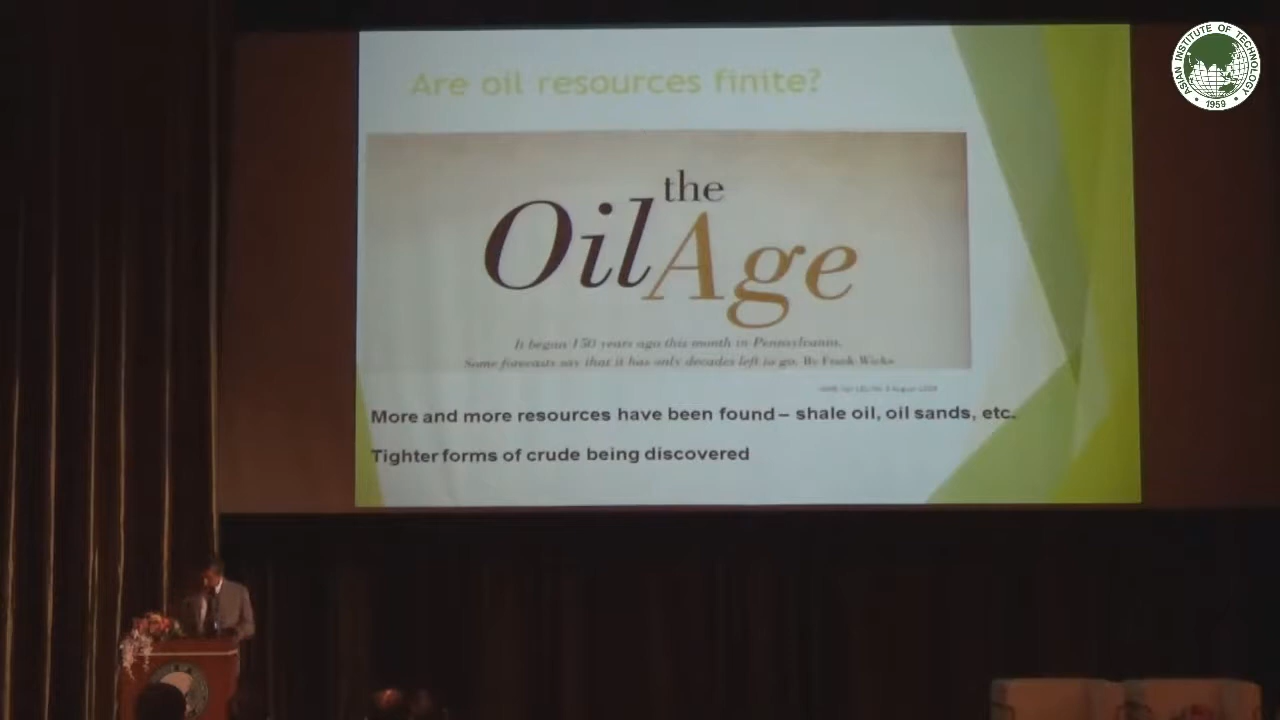 Are oil resources finite?
the
Oil Age
It began 150 years ago this month in Pennsylvania.
Some forecasts say that it has only decades left to go. By Frank Wicks
More and more resources have been found – shale oil, oil sands, etc.
Tighter forms of crude being discovered
ASIAN INSTITUTE OF TECHNOLOGY
• 1959 •